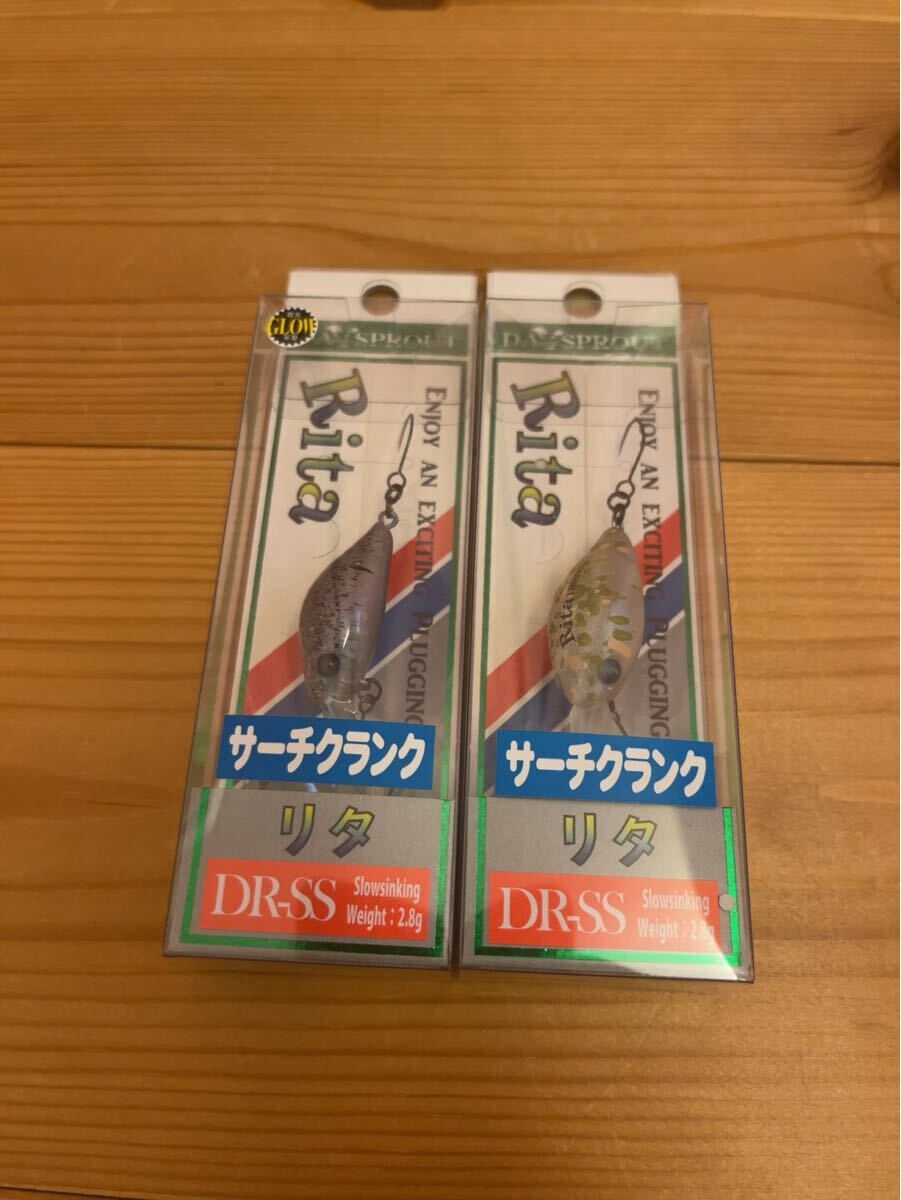 GLOW
DAYSPROUT
Rita
ENJOY AN EXCITING PLUGGING
サーチクランク
リタ
DR-SS
Slowsinking
Weight：2.8g
DAYSPROUT
Rita
ENJOY AN EXCITING PLUGGING
Rita
サーチクランク
リタ
DR-SS
Slowsinking
Weight：2.8g